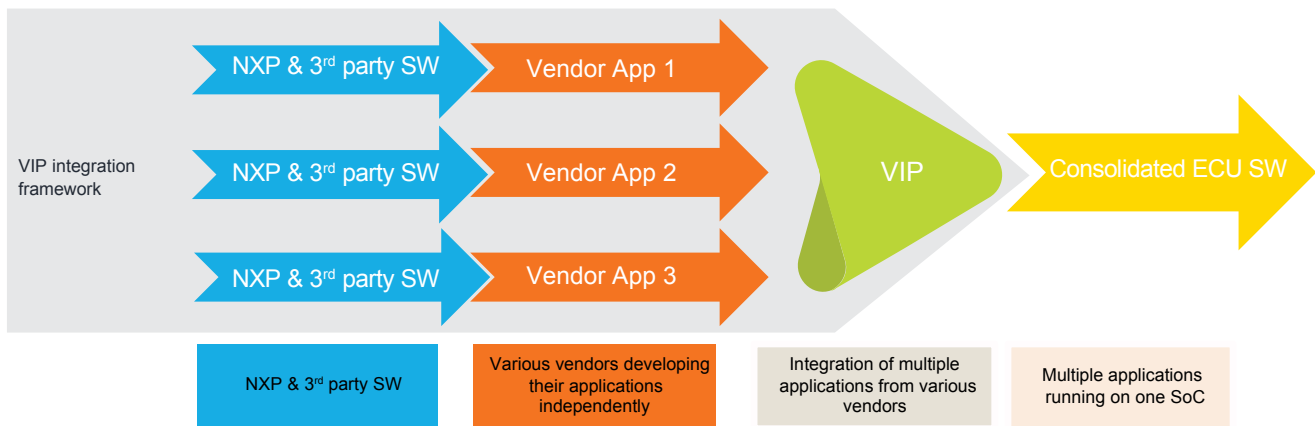 NXP & 3rd party SW
Vendor App 1
VIP integration
framework
NXP & 3rd party SW
Vendor App 2
VIP
Consolidated ECU SW
NXP & 3rd party SW
Vendor App 3
NXP & 3rd party SW
Various vendors developing
their applications
independently
Integration of multiple
applications from various
vendors
Multiple applications
running on one SoC